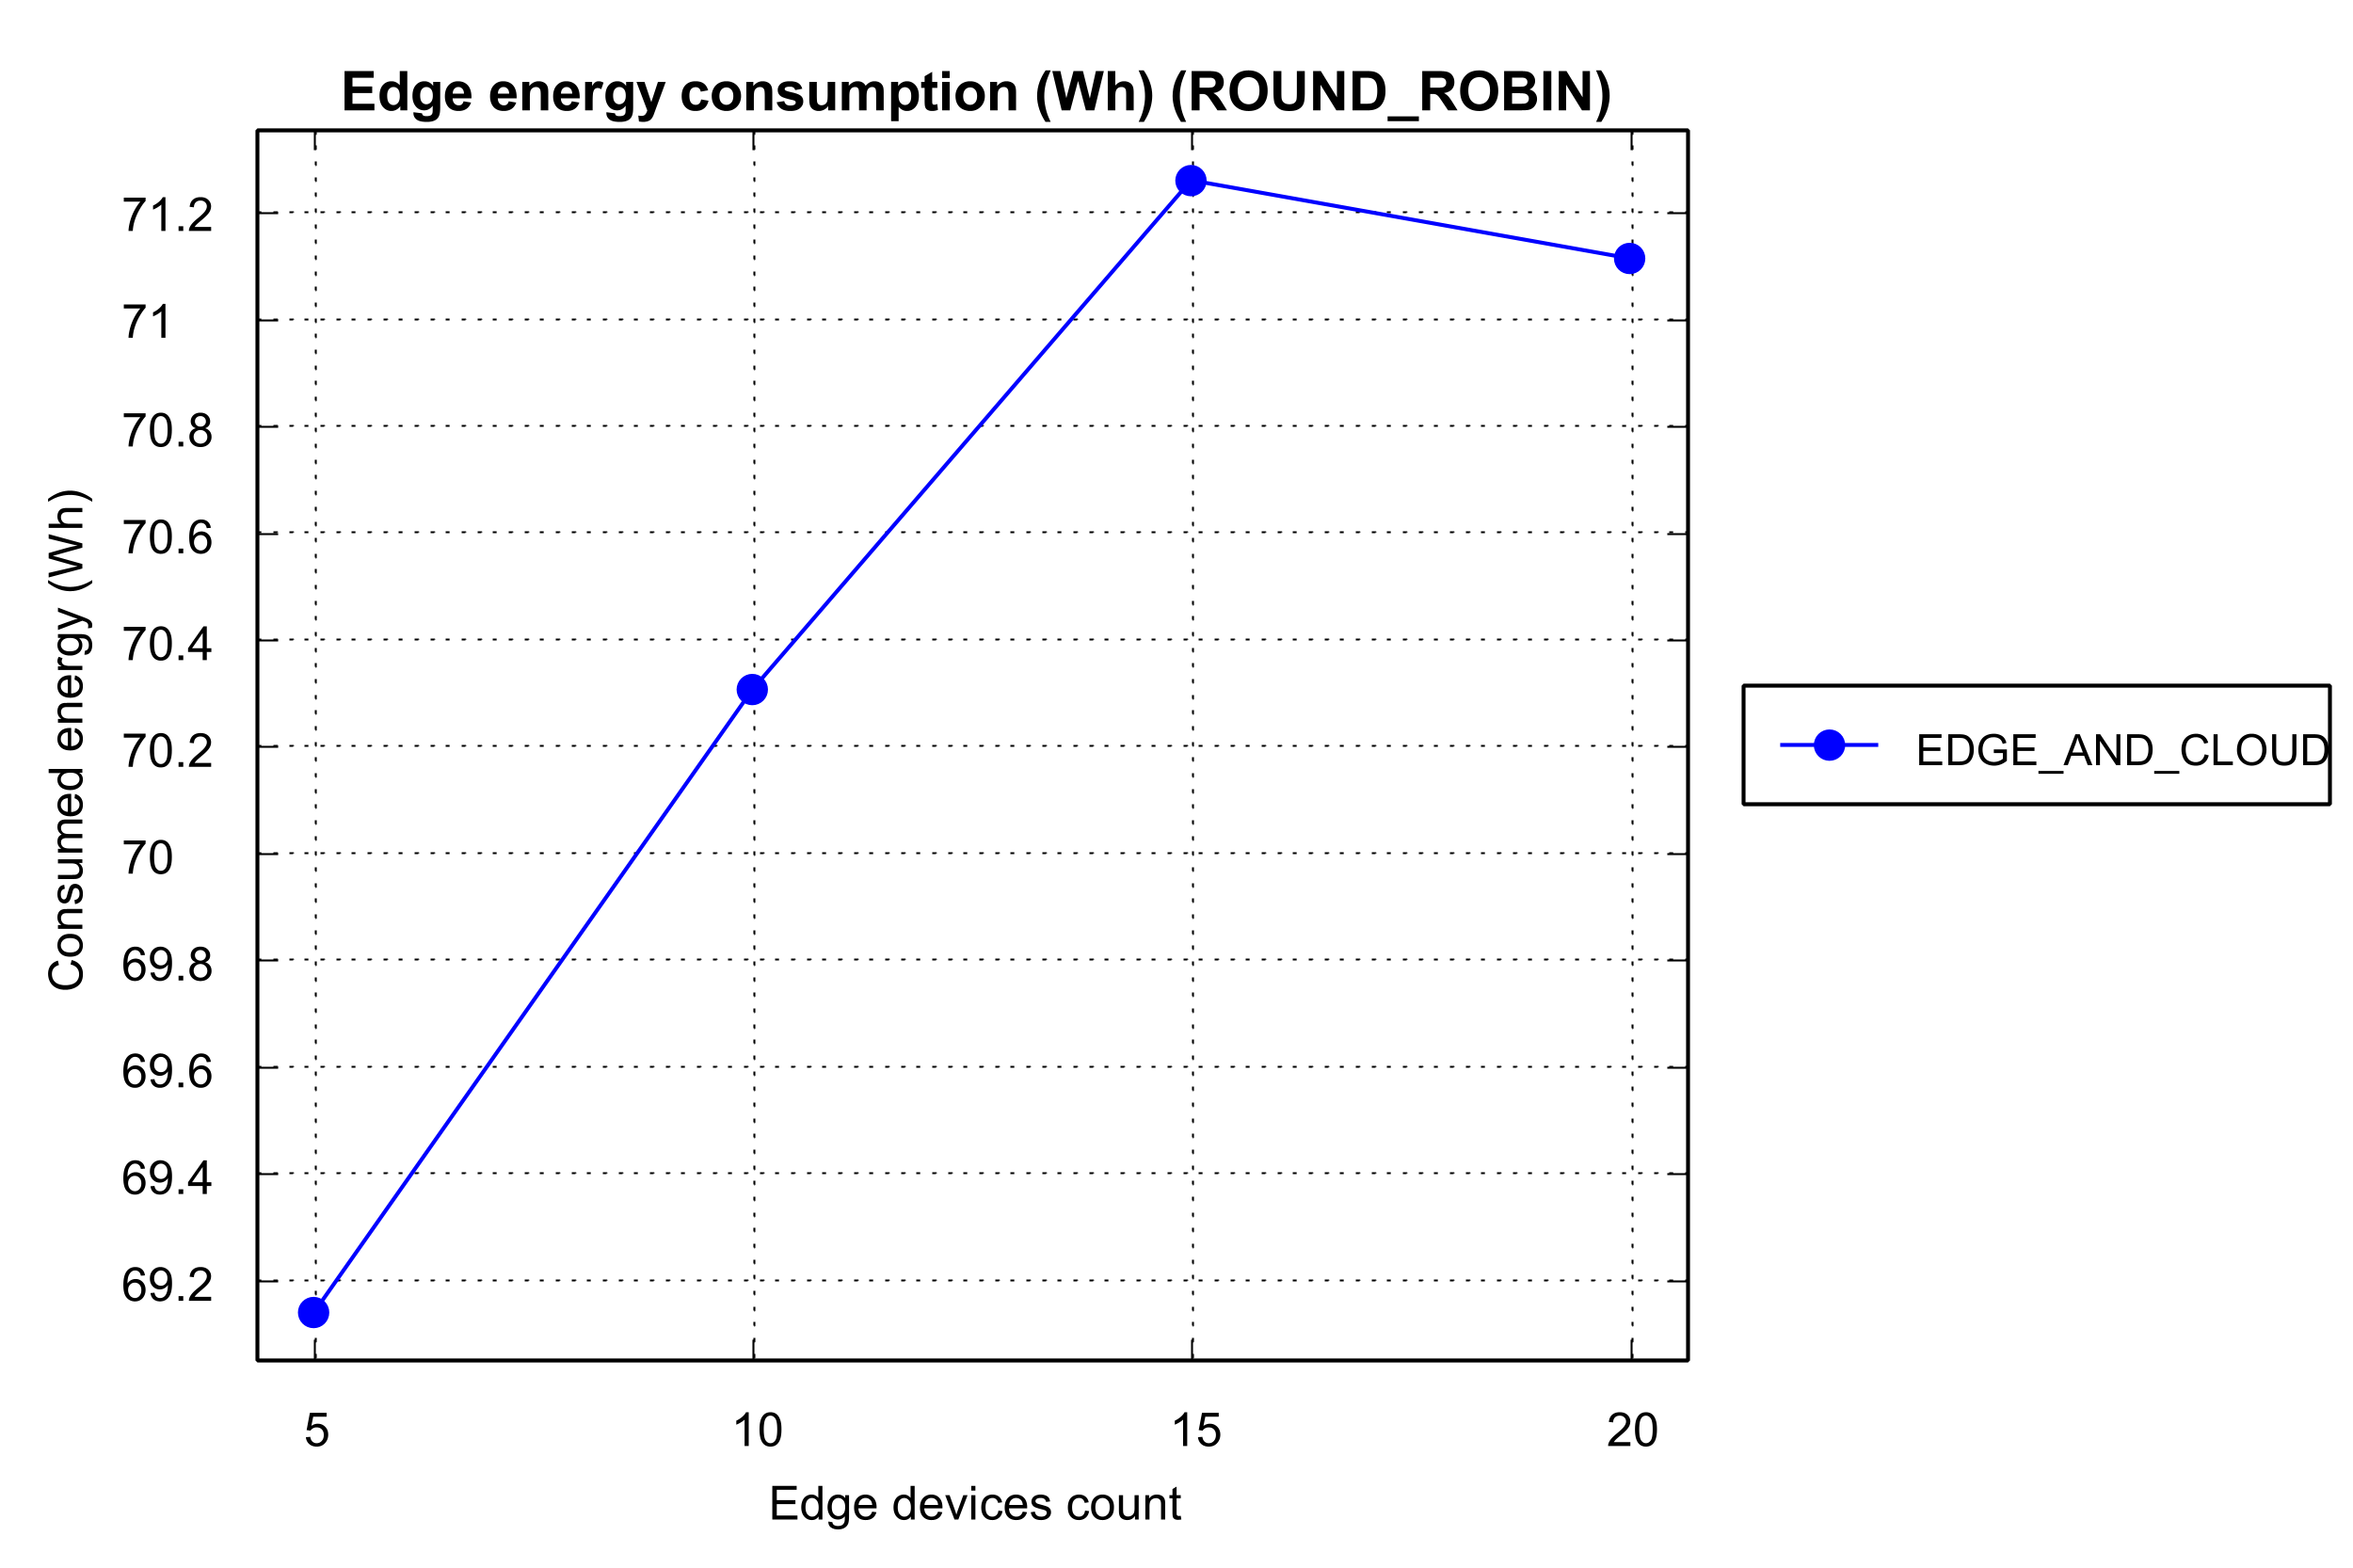 Edge energy consumption (Wh) (ROUND_ROBIN)
71.2
71
70.8
70.6
70.4
70.2
70
69.8
69.6
69.4
69.2
Consumed energy (Wh)
5 10 15 20
Edge devices count
EDGE_AND_CLOUD